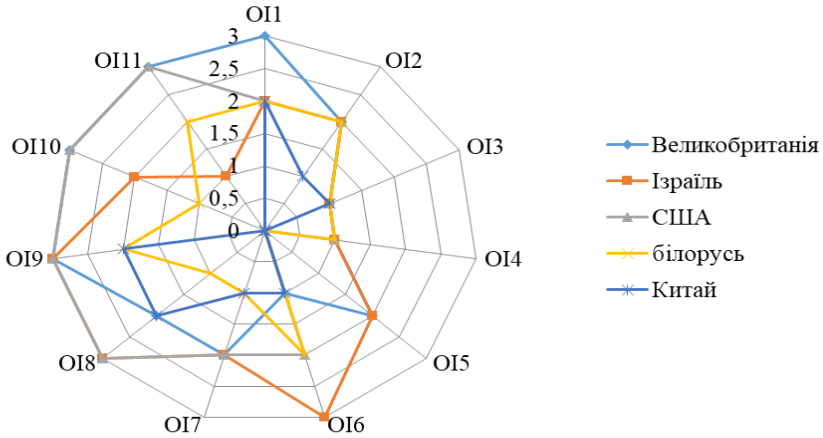 OI1
3
2,5
2
1,5
1
0,5
0
OI2
OI3
OI4
OI5
OI6
OI7
OI8
OI9
OI10
OI11
Великобританія
Ізраїль
США
білорусь
Китай